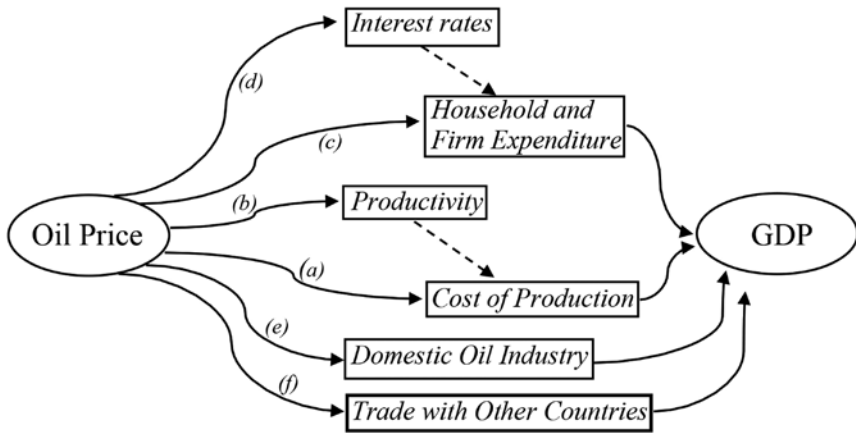 Interest rates
(d)
Household and
Firm Expenditure
(c)
(b)
Productivity
Oil Price
GDP
(a)
Cost of Production
(e)
Domestic Oil Industry
(f)
Trade with Other Countries